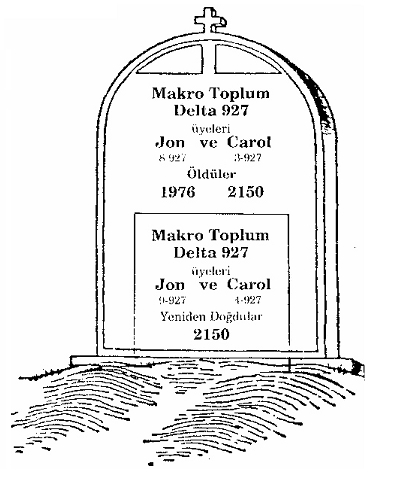 Makro Toplum
Delta 927
üyeleri
Jon ve Carol
8-927 3-927
Öldüler
1976 2150
Makro Toplum
Delta 927
üyeleri
Jon ve Carol
9-927 4-927
Yeniden Doğdular
2150